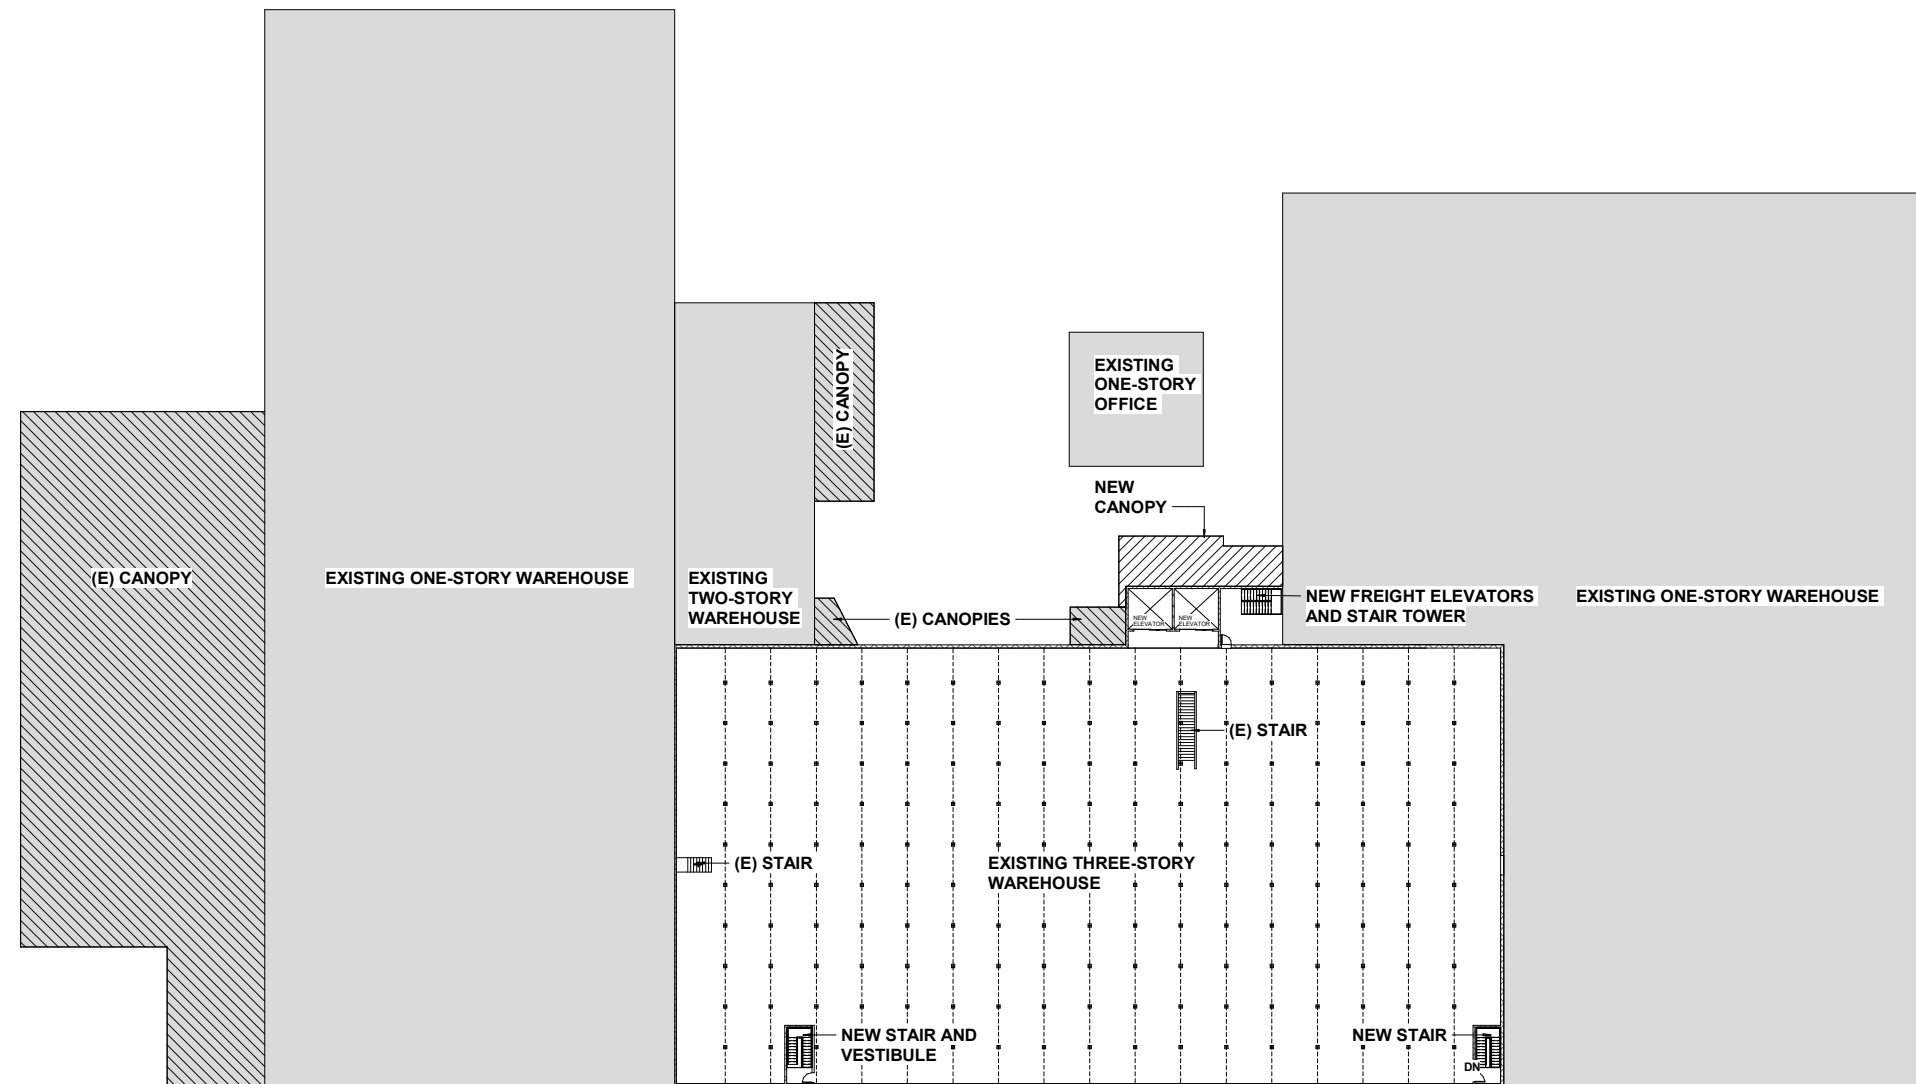 (E) CANOPY
EXISTING
ONE-STORY
OFFICE
NEW
CANOPY
(E) CANOPY
EXISTING ONE-STORY WAREHOUSE
EXISTING
TWO-STORY
WAREHOUSE
(E) CANOPIES
NEW
ELEVATOR
NEW
ELEVATOR
NEW FREIGHT ELEVATORS
AND STAIR TOWER
EXISTING ONE-STORY WAREHOUSE
(E) STAIR
(E) STAIR
EXISTING THREE-STORY
WAREHOUSE
NEW STAIR AND
VESTIBULE
NEW STAIR
DN